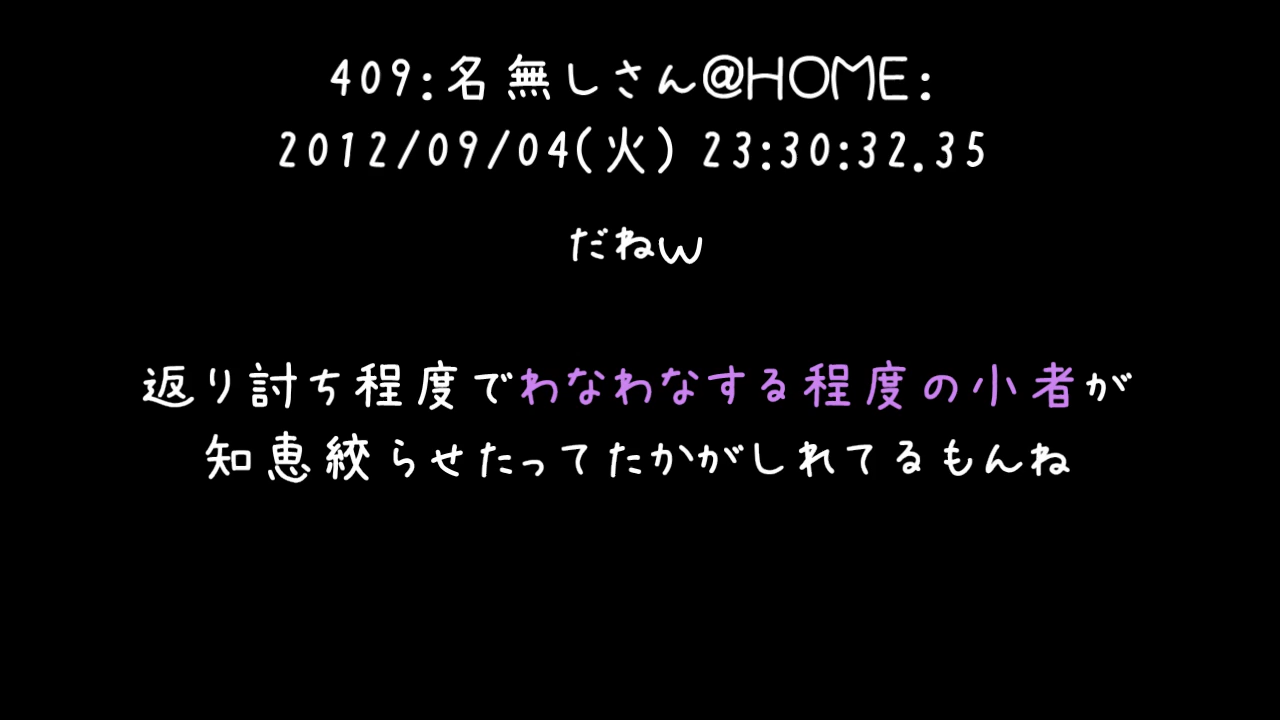 409:名無しさん@HOME:
2012/09/04(火) 23:30:32.35
だねw
返り討ち程度でわなわなする程度の小者が
知恵絞らせたってたかがしれてるもんね